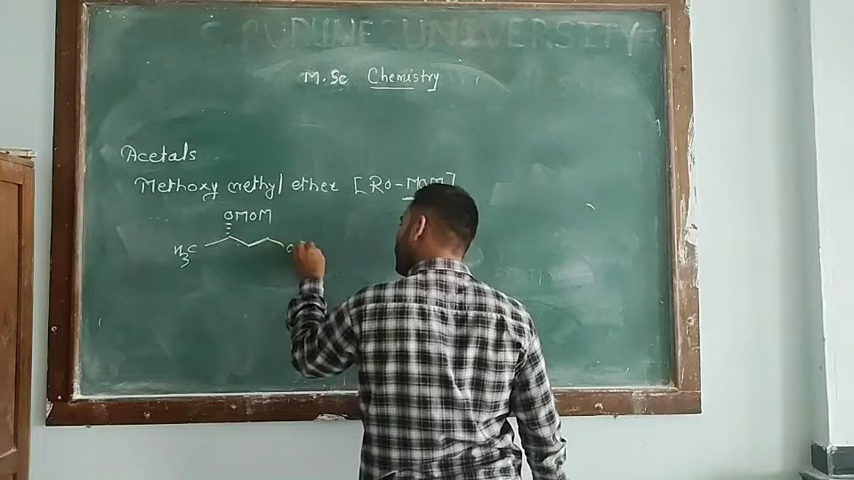 M.Sc Chemistry
Acetals
Methoxy methyl ether [RO-MOM]
OMOM
H3C